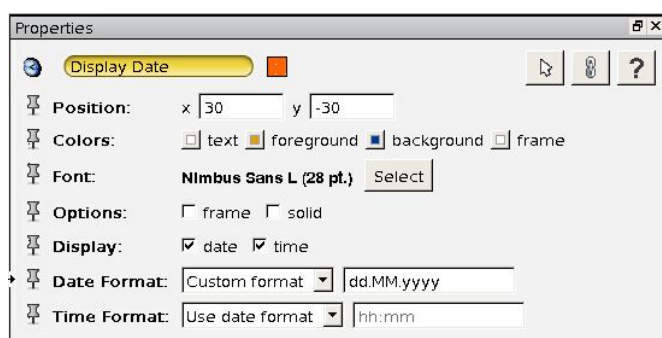 Properties
Display Date
?
Position: x 30 y -30
Colors: text foreground background frame
Font: Nimbus Sans L (28 pt.) Select
Options: frame solid
Display: date time
Date Format: Custom format dd.MM.yyyy
Time Format: Use date format hh:mm